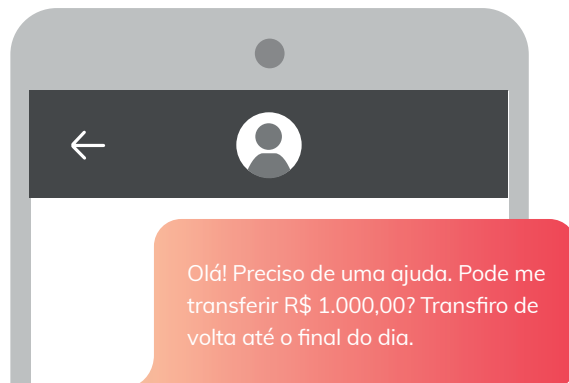 Olá! Preciso de uma ajuda. Pode me
transferir R$ 1.000,00? Transfiro de
volta até o final do dia.